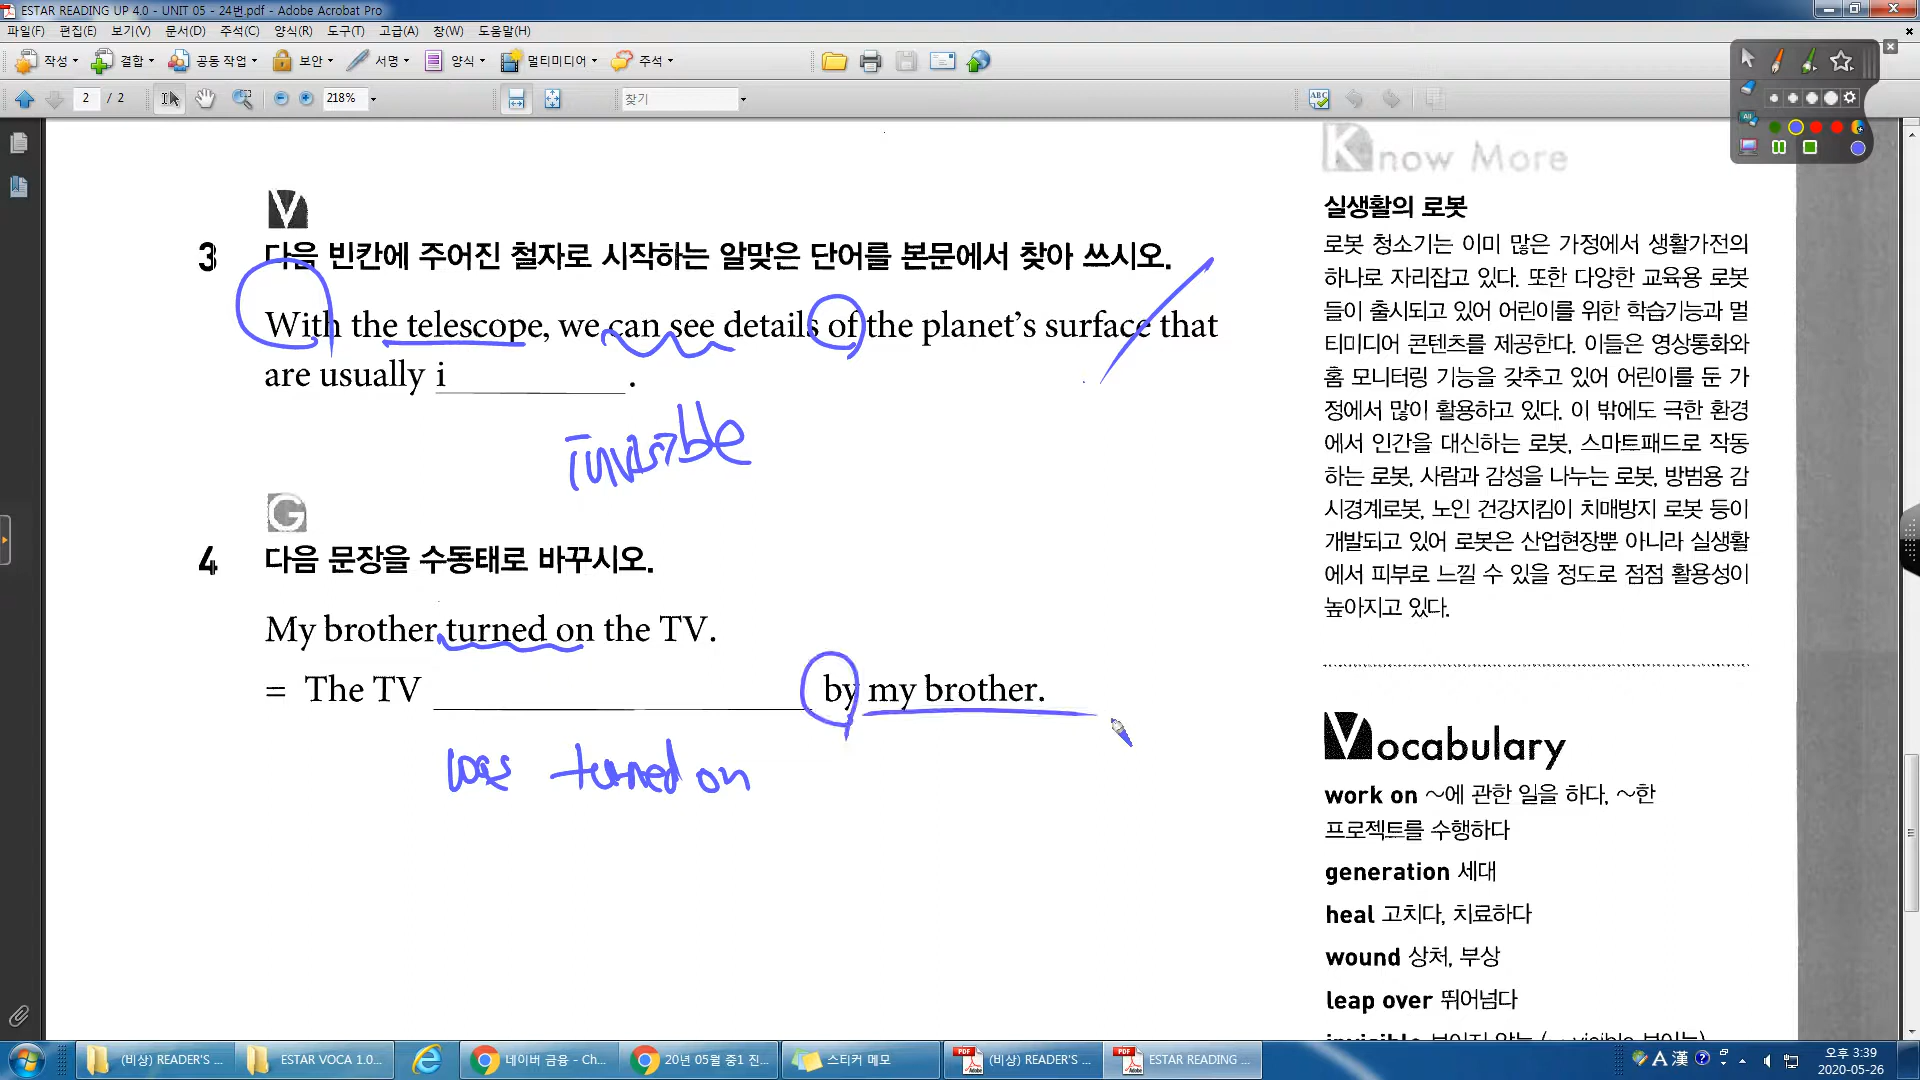 ESTAR READING UP 4.0 - UNIT 05 - 24번.pdf - Adobe Acrobat Pro
파일(F) 편집(E) 보기(V) 문서(D) 주석(C) 양식(R) 도구(T) 고급(A) 창(W) 도움말(H)
작성 결합 공동 작업 보안 서명 양식 멀티미디어 주석
2 / 2 218% 찾기
V
3 다음 빈칸에 주어진 철자로 시작하는 알맞은 단어를 본문에서 찾아 쓰시오.
With the telescope, we can see details of the planet's surface that
are usually i__________.
invisible
G
4 다음 문장을 수동태로 바꾸시오.
My brother turned on the TV.
= The TV ____________________ by my brother.
was turned on
Know More
실생활의 로봇
로봇 청소기는 이미 많은 가정에서 생활가전의
하나로 자리잡고 있다. 또한 다양한 교육용 로봇
들이 출시되고 있어 어린이를 위한 학습기능과 멀
티미디어 콘텐츠를 제공한다. 이들은 영상통화와
홈 모니터링 기능을 갖추고 있어 어린이를 둔 가
정에서 많이 활용하고 있다. 이 밖에도 극한 환경
에서 인간을 대신하는 로봇, 스마트패드로 작동
하는 로봇, 사람과 감성을 나누는 로봇, 방범용 감
시경계로봇, 노인 건강지킴이 치매방지 로봇 등이
개발되고 있어 로봇은 산업현장뿐 아니라 실생활
에서 피부로 느낄 수 있을 정도로 점점 활용성이
높아지고 있다.
Vocabulary
work on ~에 관한 일을 하다, ~한
프로젝트를 수행하다
generation 세대
heal 고치다, 치료하다
wound 상처, 부상
leap over 뛰어넘다
invisible 보이지 않는 (↔ visible 보이는)
(비상) READER'S ... ESTAR VOCA 1.0... 네이버 금융 - Ch... 20년 05월 중1 진... 스티커 메모 (비상) READER'S ... ESTAR READING ...
A 漢
오후 3:39
2020-05-26